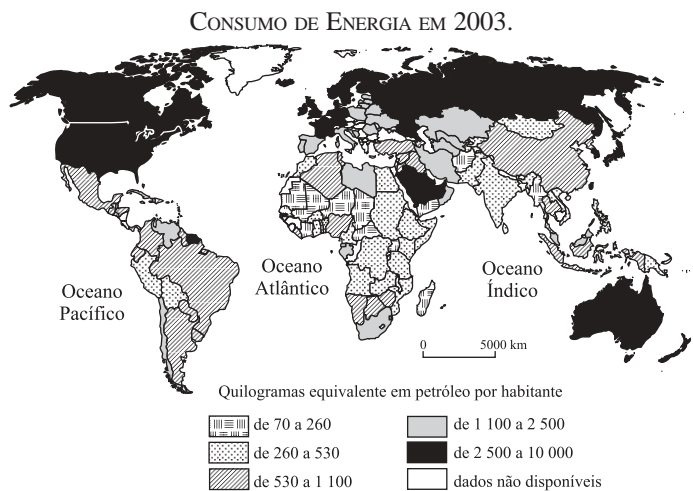 CONSUMO DE ENERGIA EM 2003.
Oceano
Pacífico
Oceano
Atlântico
Oceano
Índico
0 5000 km
Quilogramas equivalente em petróleo por habitante
de 70 a 260
de 260 a 530
de 530 a 1 100
de 1 100 a 2 500
de 2 500 a 10 000
dados não disponíveis